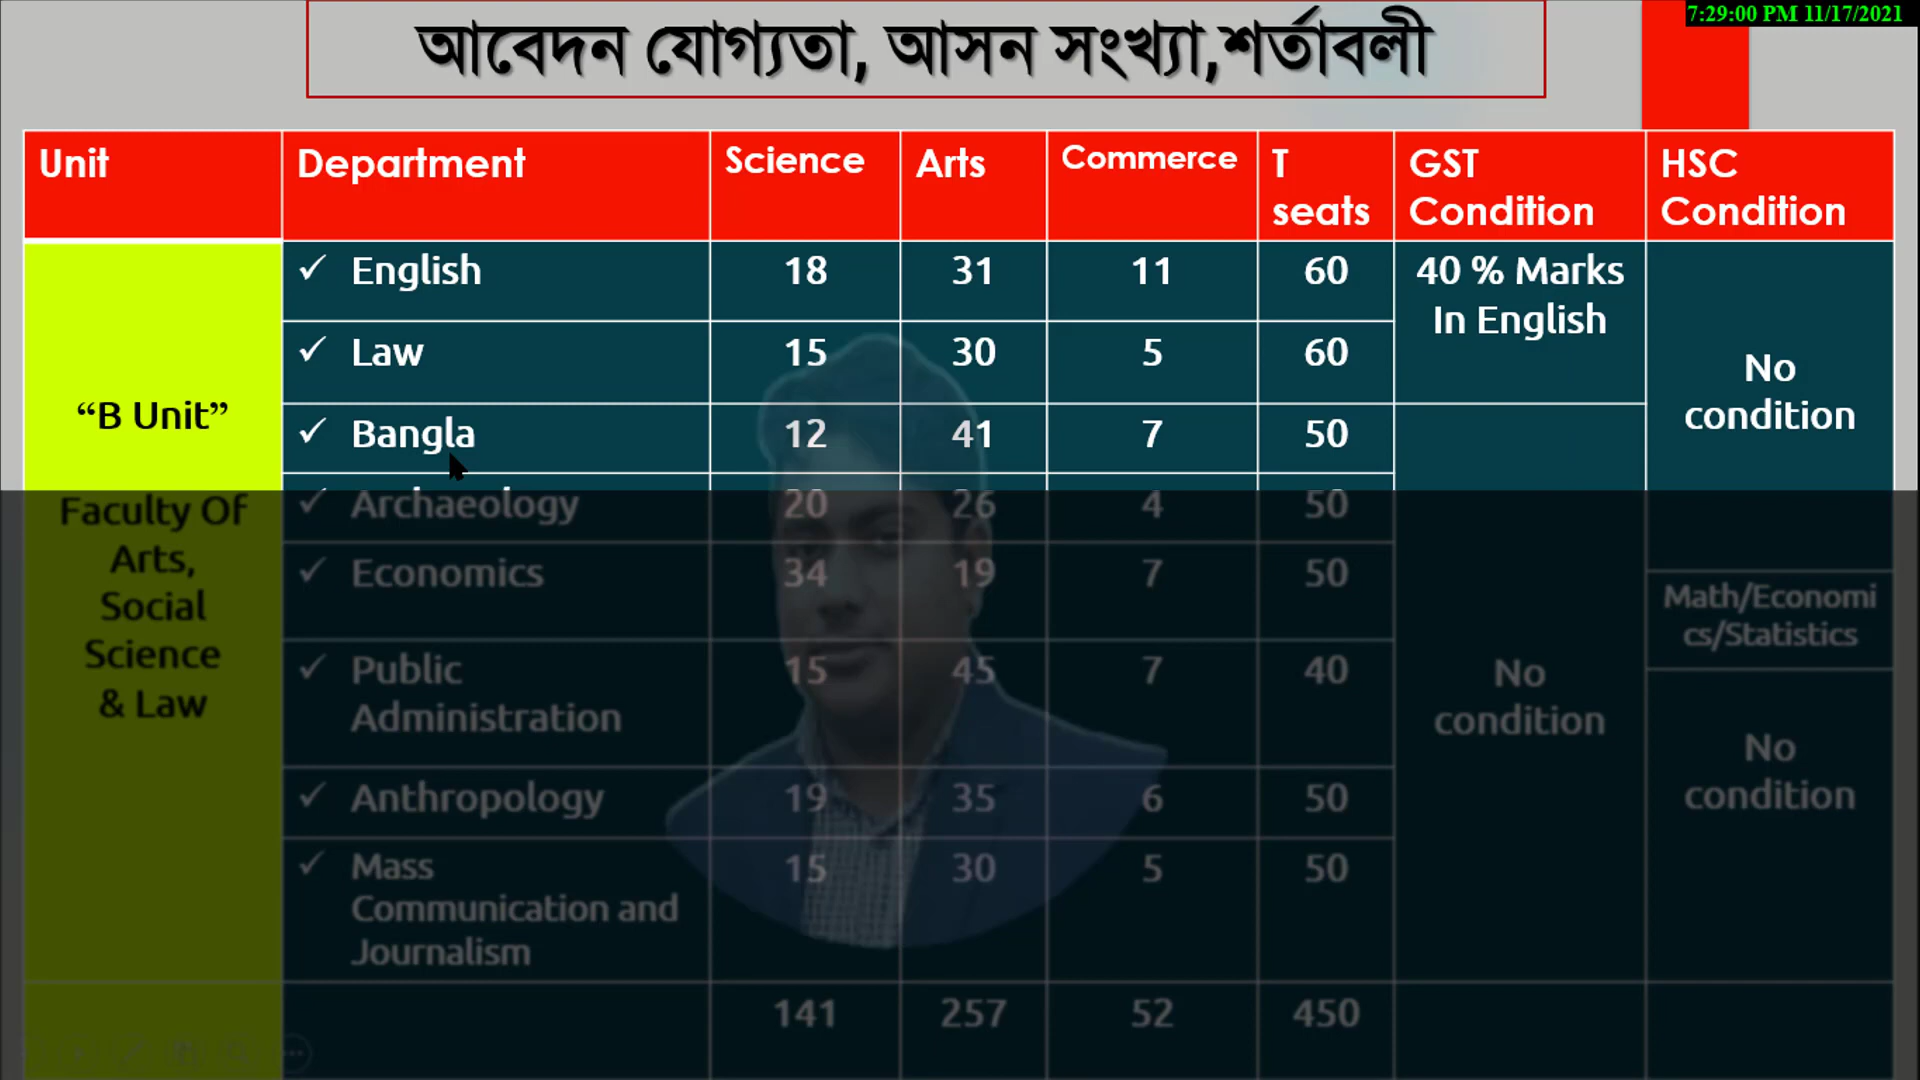 7:29:00 PM 11/17/2021
আবেদন যোগ্যতা, আসন সংখ্যা,শর্তাবলী
Unit Department Science Arts Commerce T seats GST Condition HSC Condition
“B Unit”
Faculty Of
Arts,
Social
Science
& Law
✓ English 18 31 11 60
40 % Marks
In English
✓ Law 15 30 5 60
No
condition
✓ Bangla 12 41 7 50
✓ Archaeology 20 26 4 50
✓ Economics 34 19 7 50
Math/Economi
cs/Statistics
✓ Public
Administration 15 45 7 40
No
condition
No
condition
✓ Anthropology 19 35 6 50
✓ Mass
Communication and
Journalism 15 30 5 50
141 257 52 450